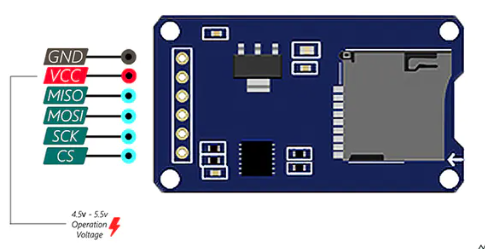 GND
VCC
MISO
MOSI
SCK
CS
4.5v - 5.5v
Operation
Voltage